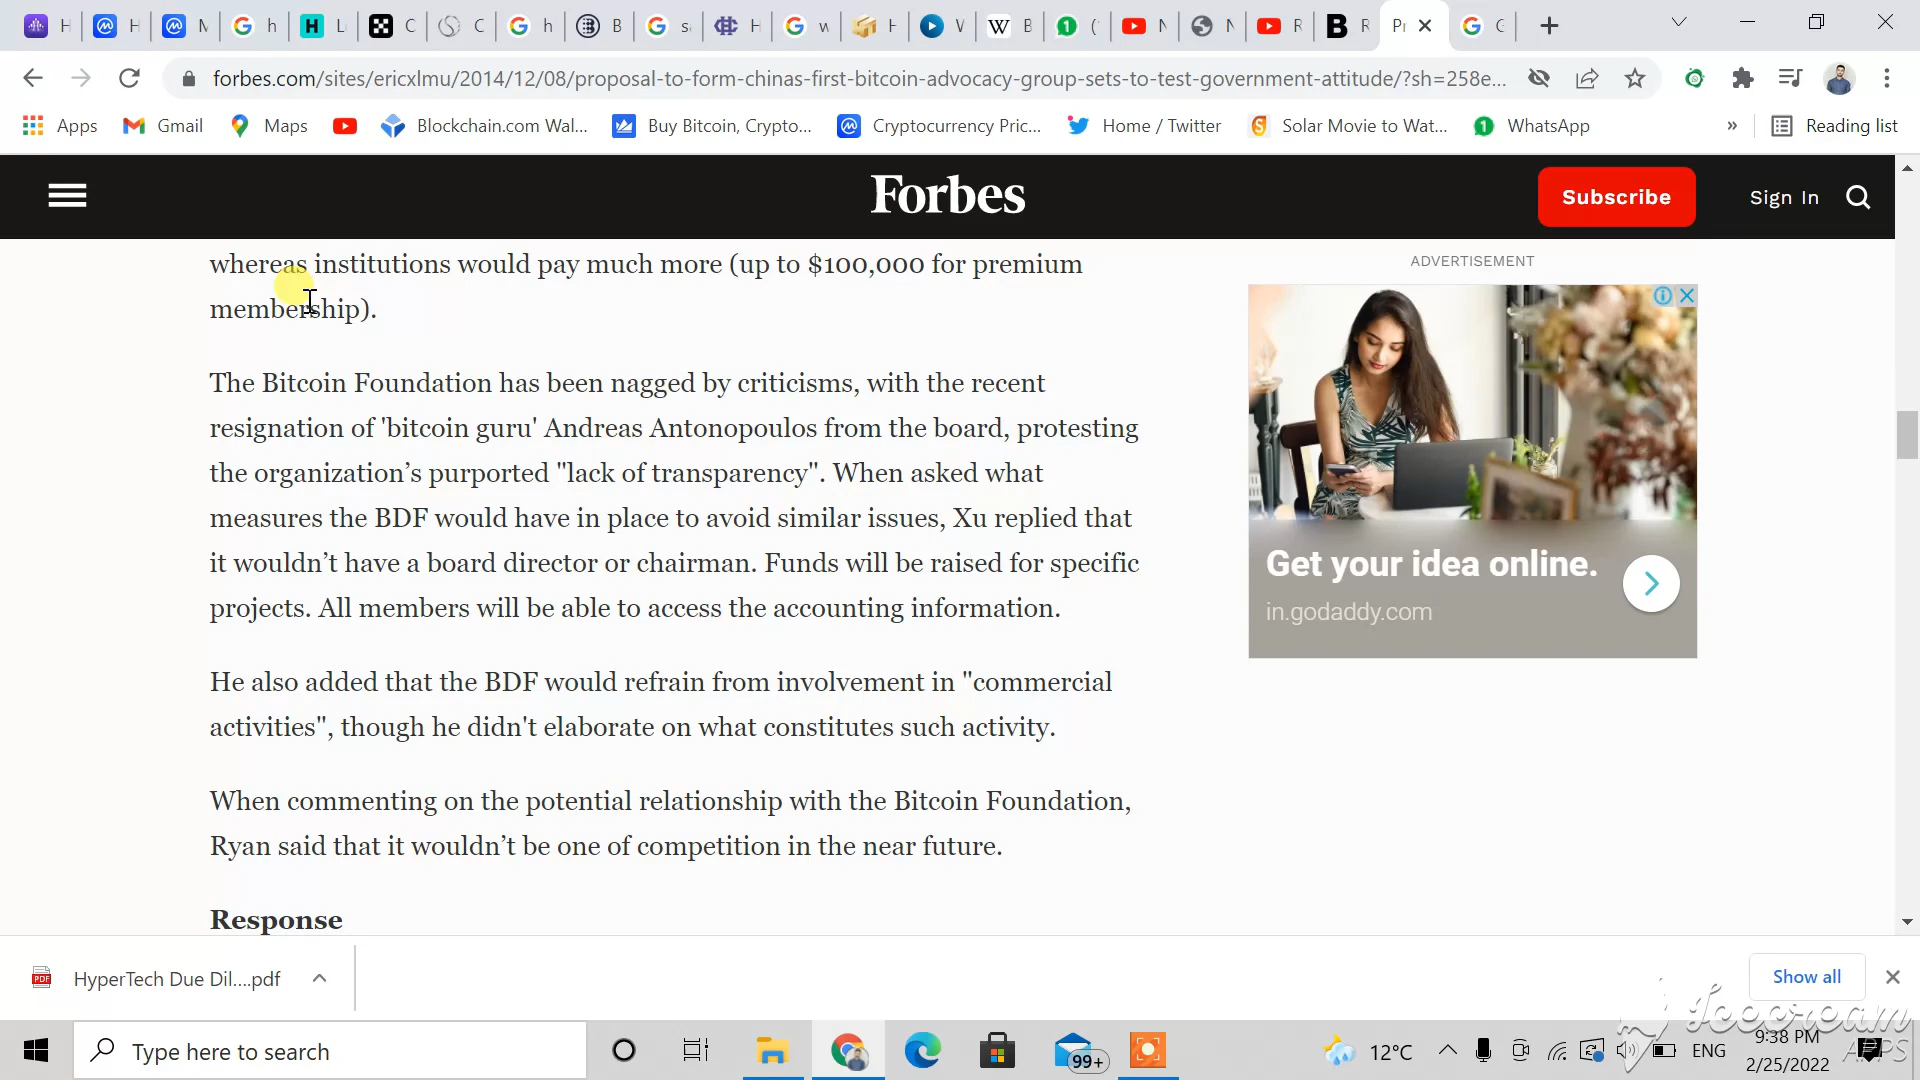 H
H
M
h
L
C
C
h
B
s
H
w
H
V
W
B
1
(
N
N
R
B
R
Pr
C
forbes.com/sites/ericxlmu/2014/12/08/proposal-to-form-chinas-first-bitcoin-advocacy-group-sets-to-test-government-attitude/?sh=258e...
Apps
Gmail
Maps
Blockchain.com Wal...
Buy Bitcoin, Crypto...
Cryptocurrency Pric...
Home / Twitter
Solar Movie to Wat...
1
WhatsApp
»
Reading list
Forbes
Subscribe
Sign In
whereas institutions would pay much more (up to $100,000 for premium
membership).
The Bitcoin Foundation has been nagged by criticisms, with the recent
resignation of 'bitcoin guru' Andreas Antonopoulos from the board, protesting
the organization’s purported "lack of transparency". When asked what
measures the BDF would have in place to avoid similar issues, Xu replied that
it wouldn’t have a board director or chairman. Funds will be raised for specific
projects. All members will be able to access the accounting information.
He also added that the BDF would refrain from involvement in "commercial
activities", though he didn't elaborate on what constitutes such activity.
When commenting on the potential relationship with the Bitcoin Foundation,
Ryan said that it wouldn’t be one of competition in the near future.
Response
ADVERTISEMENT
Get your idea online.
in.godaddy.com
PDF
HyperTech Due Dil....pdf
Show all
Icecream
APPS
Type here to search
99+
12°C
ENG
9:38 PM
2/25/2022